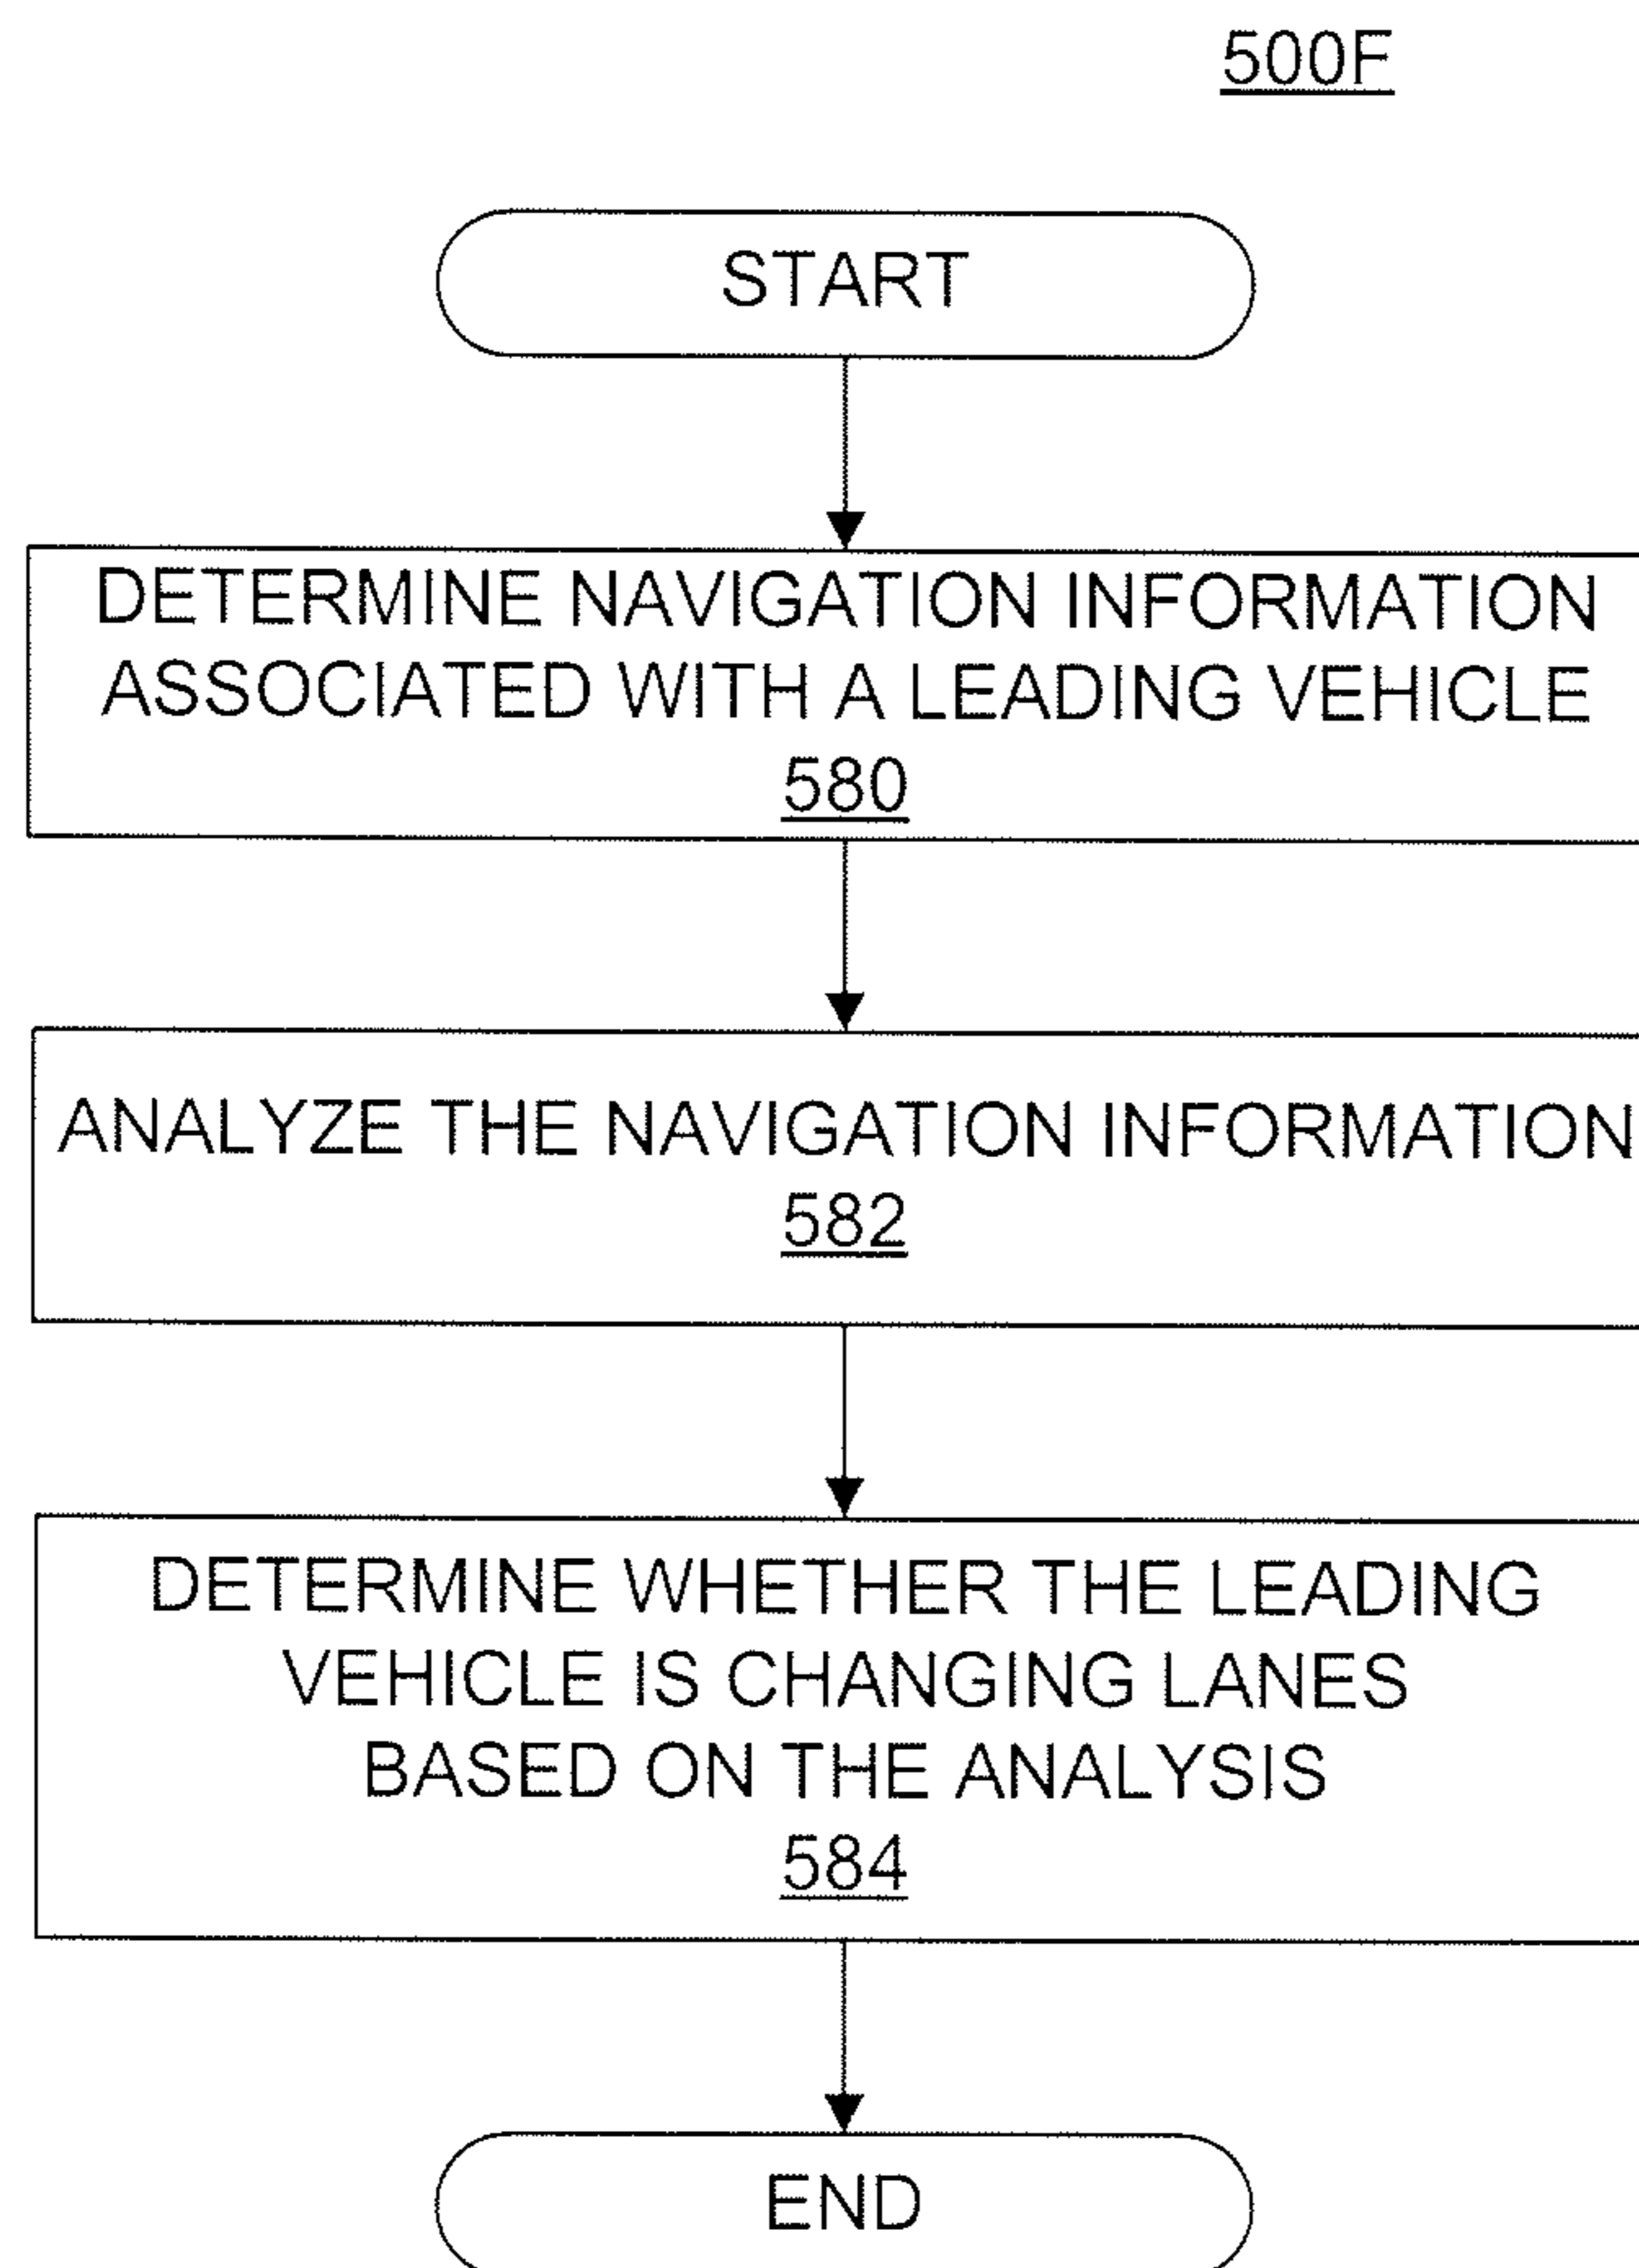 500F
START
DETERMINE NAVIGATION INFORMATION
ASSOCIATED WITH A LEADING VEHICLE
580
ANALYZE THE NAVIGATION INFORMATION
582
DETERMINE WHETHER THE LEADING
VEHICLE IS CHANGING LANES
BASED ON THE ANALYSIS
584
END